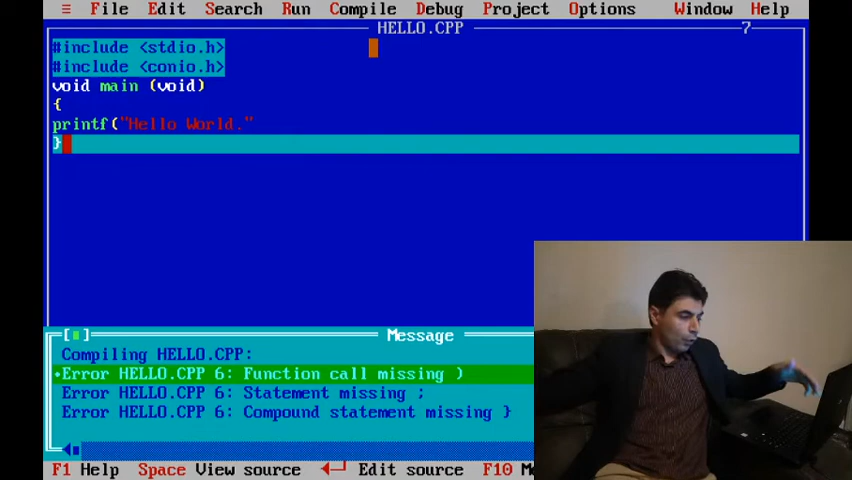 ≡ File Edit Search Run Compile Debug Project Options Window Help
HELLO.CPP 7
#include <stdio.h>
#include <conio.h>
void main (void)
{
printf("Hello World."
}
[■] Message
Compiling HELLO.CPP:
•Error HELLO.CPP 6: Function call missing )
Error HELLO.CPP 6: Statement missing ;
Error HELLO.CPP 6: Compound statement missing }
F1 Help Space View source ◄─┘ Edit source F10